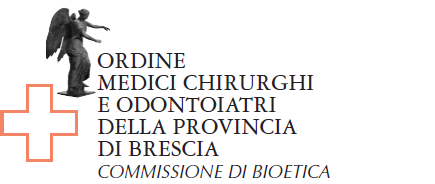 ORDINE
MEDICI CHIRURGHI
E ODONTOIATRI
DELLA PROVINCIA
DI BRESCIA
COMMISSIONE DI BIOETICA